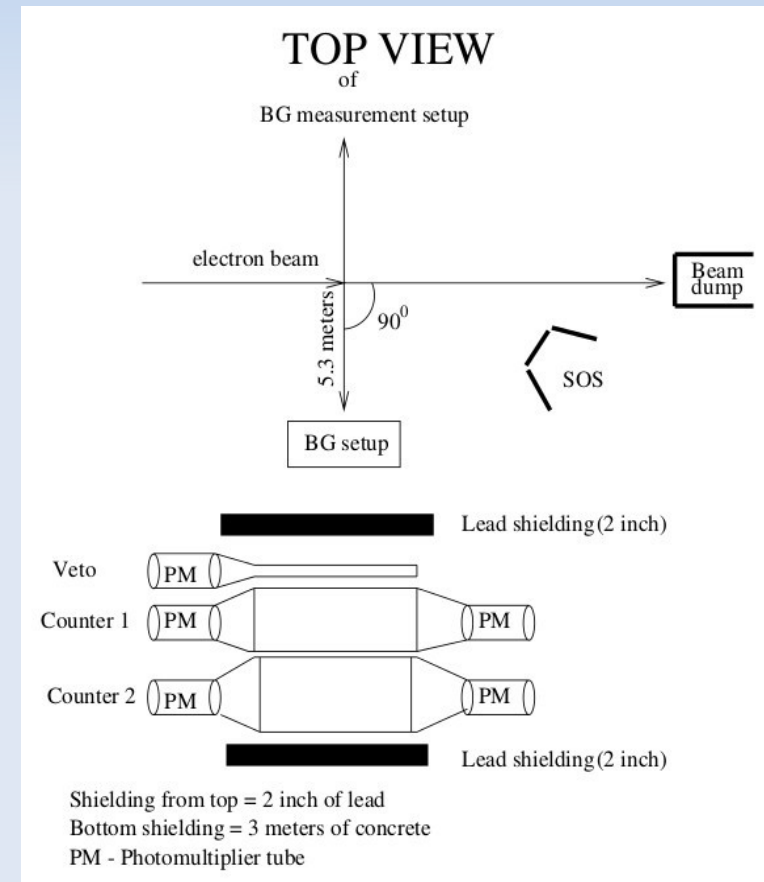 TOP VIEW
of
BG measurement setup
electron beam
Beam
dump
5.3 meters
90⁰
SOS
BG setup
Lead shielding(2 inch)
Veto
PM
Counter 1
PM
PM
Counter 2
PM
PM
Lead shielding(2 inch)
Shielding from top = 2 inch of lead
Bottom shielding = 3 meters of concrete
PM - Photomultiplier tube